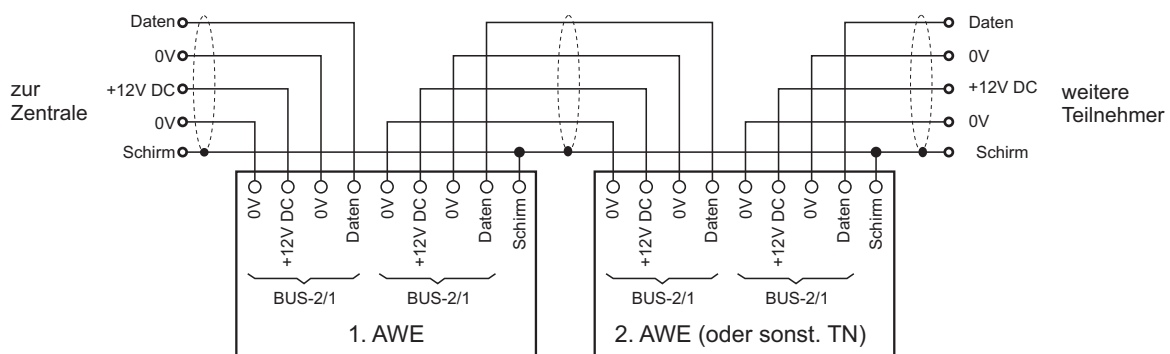 Daten
0V
+12V DC
0V
Schirm
zur
Zentrale
Daten
0V
+12V DC
0V
Schirm
weitere
Teilnehmer
0V
+12V DC
0V
Daten
0V
+12V DC
0V
Daten
Schirm
BUS-2/1
BUS-2/1
1. AWE
0V
+12V DC
0V
Daten
0V
+12V DC
0V
Daten
Schirm
BUS-2/1
BUS-2/1
2. AWE (oder sonst. TN)